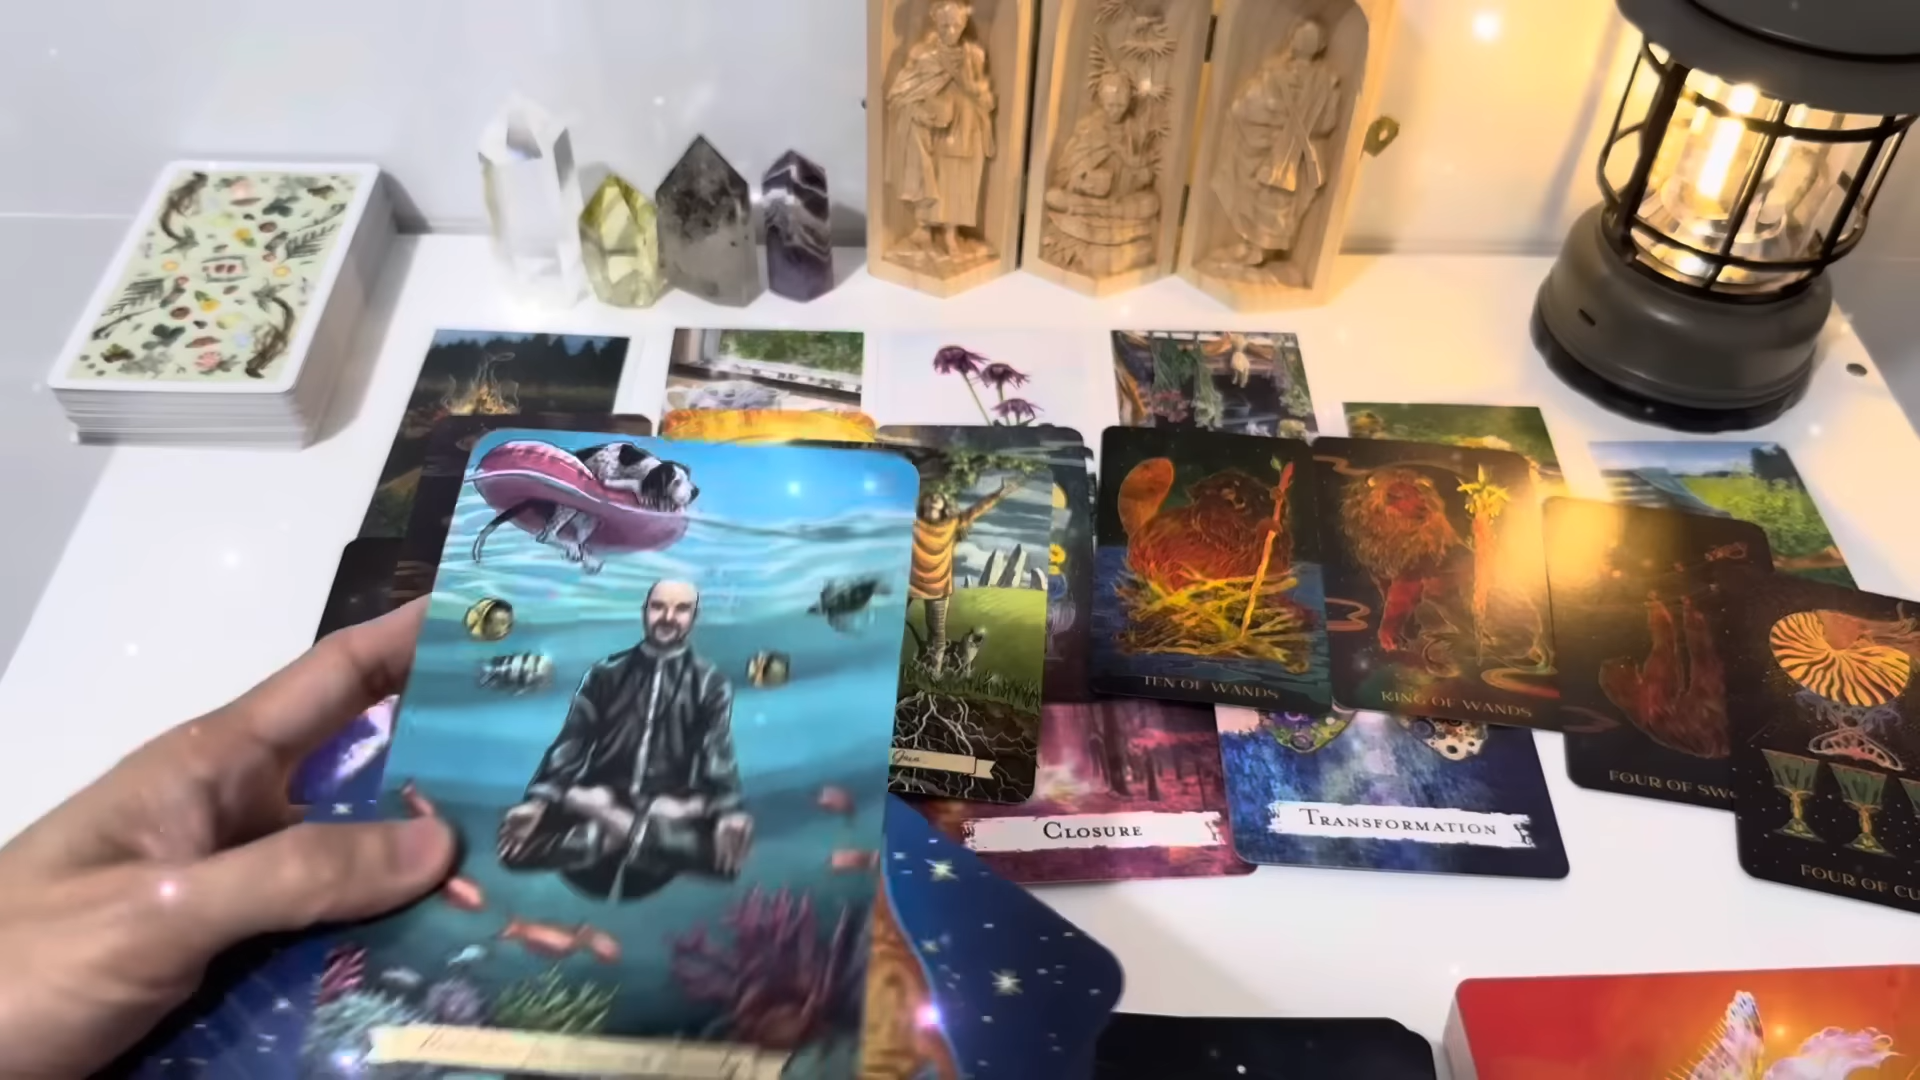 TEN OF WANDS
KING OF WANDS
FOUR OF SW
FOUR OF CU
CLOSURE
TRANSFORMATION